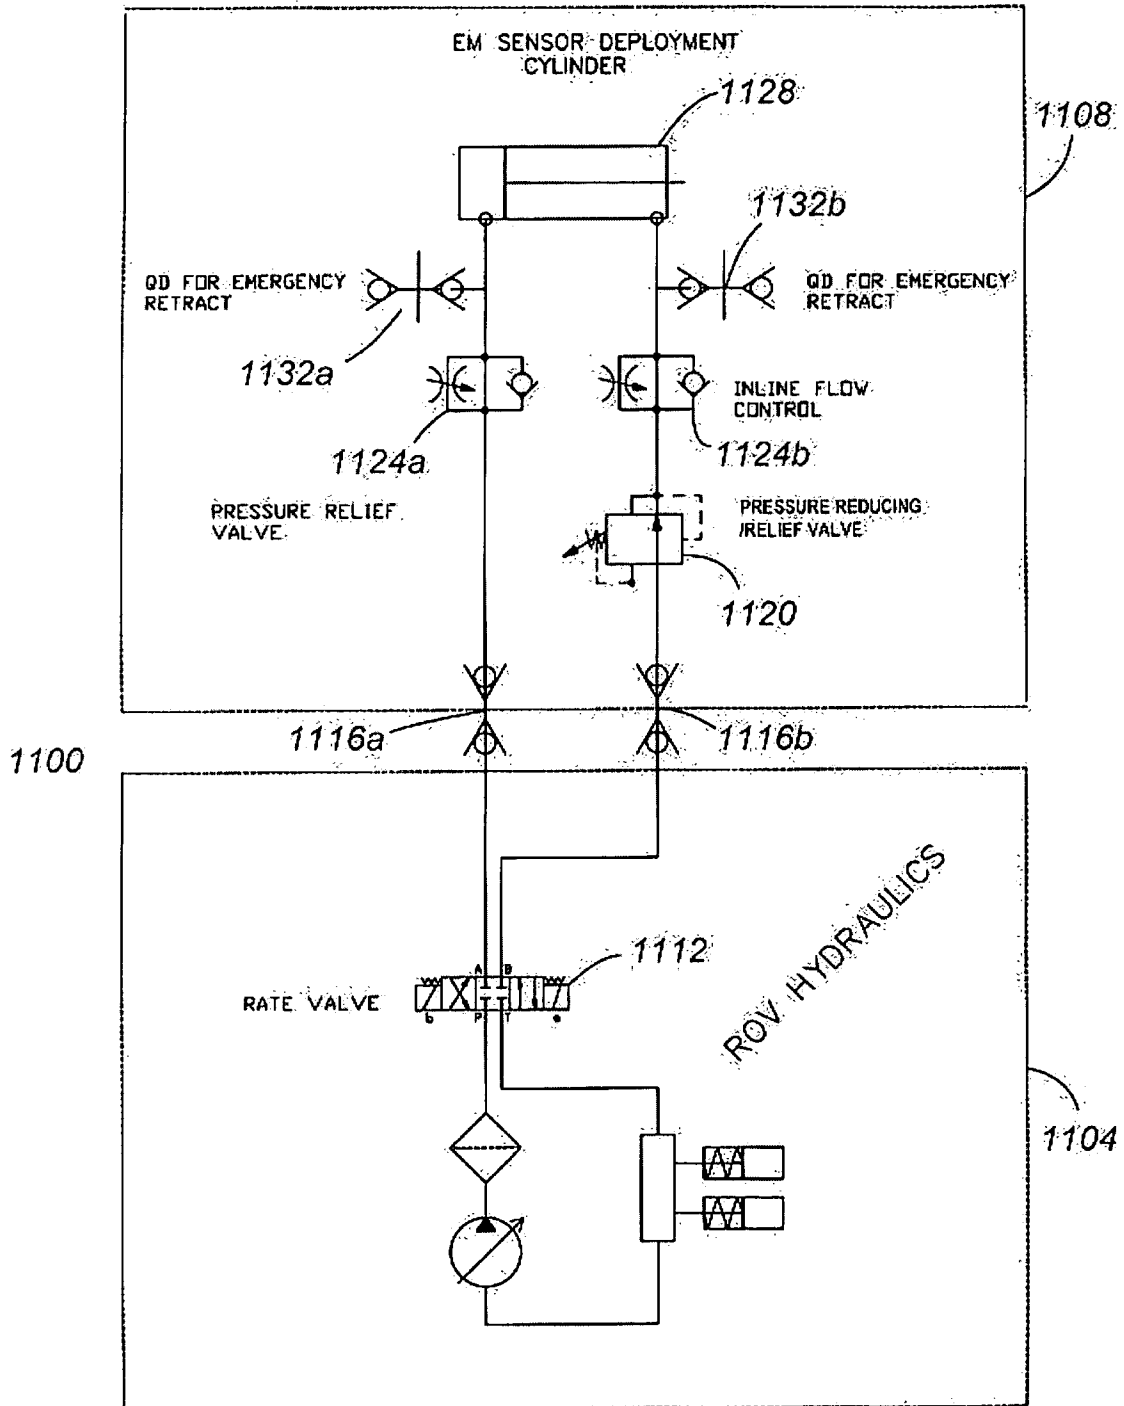 EM SENSOR DEPLOYMENT
CYLINDER
1128
1108
1132b
QD FOR EMERGENCY
RETRACT
QD FOR EMERGENCY
RETRACT
1132a
INLINE FLOW
CONTROL
1124a
1124b
PRESSURE RELIEF
VALVE
PRESSURE REDUCING
/RELIEF VALVE
1120
1116a
1116b
1100
ROV HYDRAULICS
1112
A B
RATE VALVE
b P T a
1104